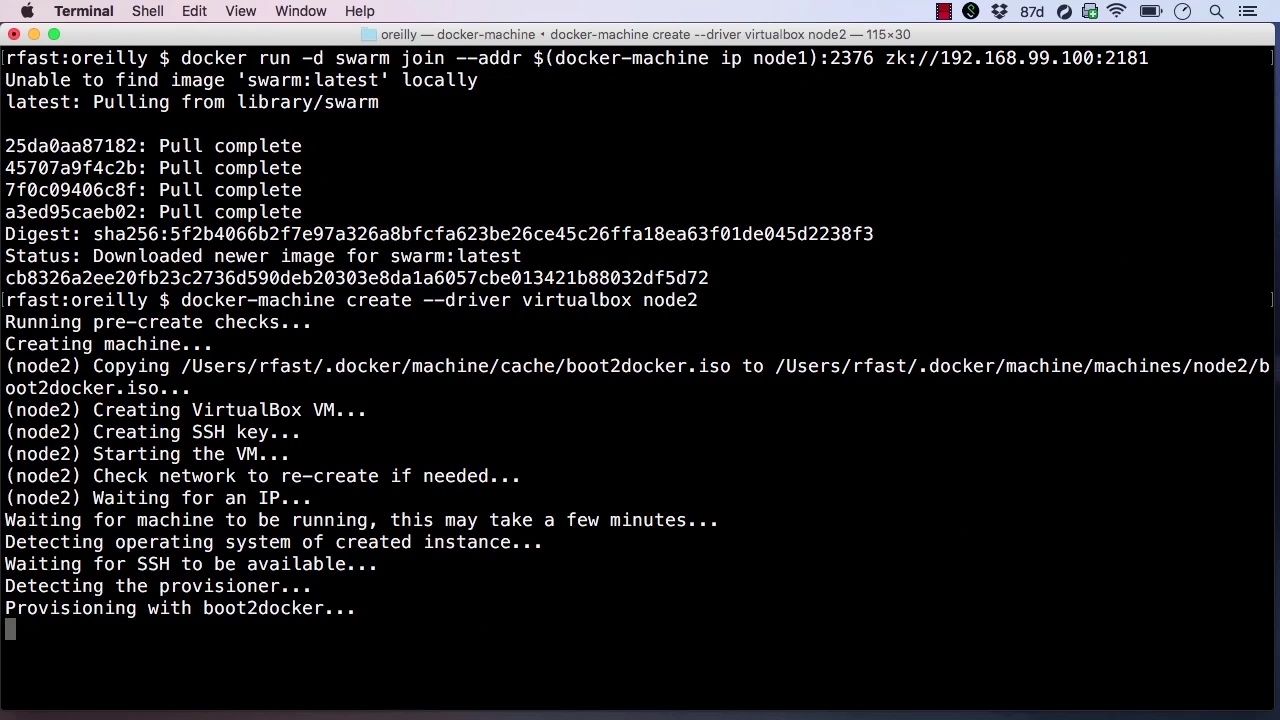 Terminal Shell Edit View Window Help 87d
oreilly — docker-machine • docker-machine create --driver virtualbox node2 — 115×30
[rfast:oreilly $ docker run -d swarm join --addr $(docker-machine ip node1):2376 zk://192.168.99.100:2181 ]
Unable to find image 'swarm:latest' locally
latest: Pulling from library/swarm
25da0aa87182: Pull complete
45707a9f4c2b: Pull complete
7f0c09406c8f: Pull complete
a3ed95caeb02: Pull complete
Digest: sha256:5f2b4066b2f7e97a326a8bfcfa623be26ce45c26ffa18ea63f01de045d2238f3
Status: Downloaded newer image for swarm:latest
cb8326a2ee20fb23c2736d590deb20303e8da1a6057cbe013421b88032df5d72
[rfast:oreilly $ docker-machine create --driver virtualbox node2 ]
Running pre-create checks...
Creating machine...
(node2) Copying /Users/rfast/.docker/machine/cache/boot2docker.iso to /Users/rfast/.docker/machine/machines/node2/b
oot2docker.iso...
(node2) Creating VirtualBox VM...
(node2) Creating SSH key...
(node2) Starting the VM...
(node2) Check network to re-create if needed...
(node2) Waiting for an IP...
Waiting for machine to be running, this may take a few minutes...
Detecting operating system of created instance...
Waiting for SSH to be available...
Detecting the provisioner...
Provisioning with boot2docker...